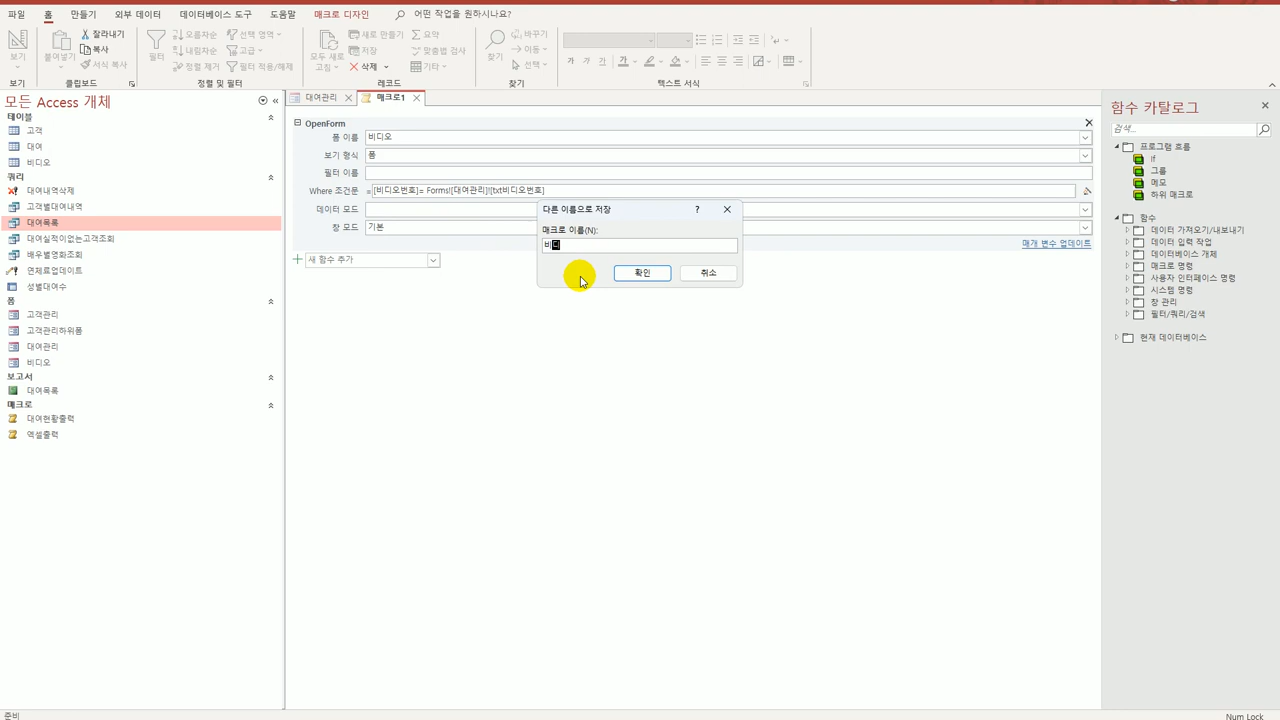 파일 홈 만들기 외부 데이터 데이터베이스 도구 도움말 매크로 디자인 어떤 작업을 원하시나요?
보기 붙여넣기 잘라내기 복사 서식 복사 필터 오름차순 내림차순 정렬 제거 선택 영역 고급 필터 적용/해제 모두 새로 고침 새로 만들기 저장 삭제 요약 맞춤법 검사 기타 찾기 바꾸기 이동 선택 가 가 가
보기 클립보드 정렬 및 필터 레코드 찾기 텍스트 서식
모든 Access 개체
테이블
고객
대여
비디오
쿼리
대여내역삭제
고객별대여내역
대여목록
대여실적이없는고객조회
배우별영화조회
연체료업데이트
성별대여수
폼
고객관리
고객관리하위폼
대여관리
비디오
보고서
대여목록
매크로
대여현황출력
엑셀출력
대여관리 매크로1
OpenForm
폼 이름 비디오
보기 형식 폼
필터 이름
Where 조건문 = [비디오번호]= Forms![대여관리]![txt비디오번호]
데이터 모드
창 모드 기본
매개 변수 업데이트
새 함수 추가
다른 이름으로 저장 ?
매크로 이름(N):
비디
확인 취소
함수 카탈로그
검색...
프로그램 흐름
If
그룹
메모
하위 매크로
함수
데이터 가져오기/내보내기
데이터 입력 작업
데이터베이스 개체
매크로 명령
사용자 인터페이스 명령
시스템 명령
창 관리
필터/쿼리/검색
현재 데이터베이스
준비 Num Lock